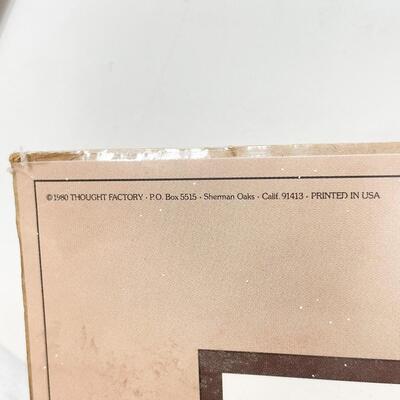 ©1980 THOUGHT FACTORY • P.O. Box 5515 • Sherman Oaks • Calif. 91413 • PRINTED IN USA